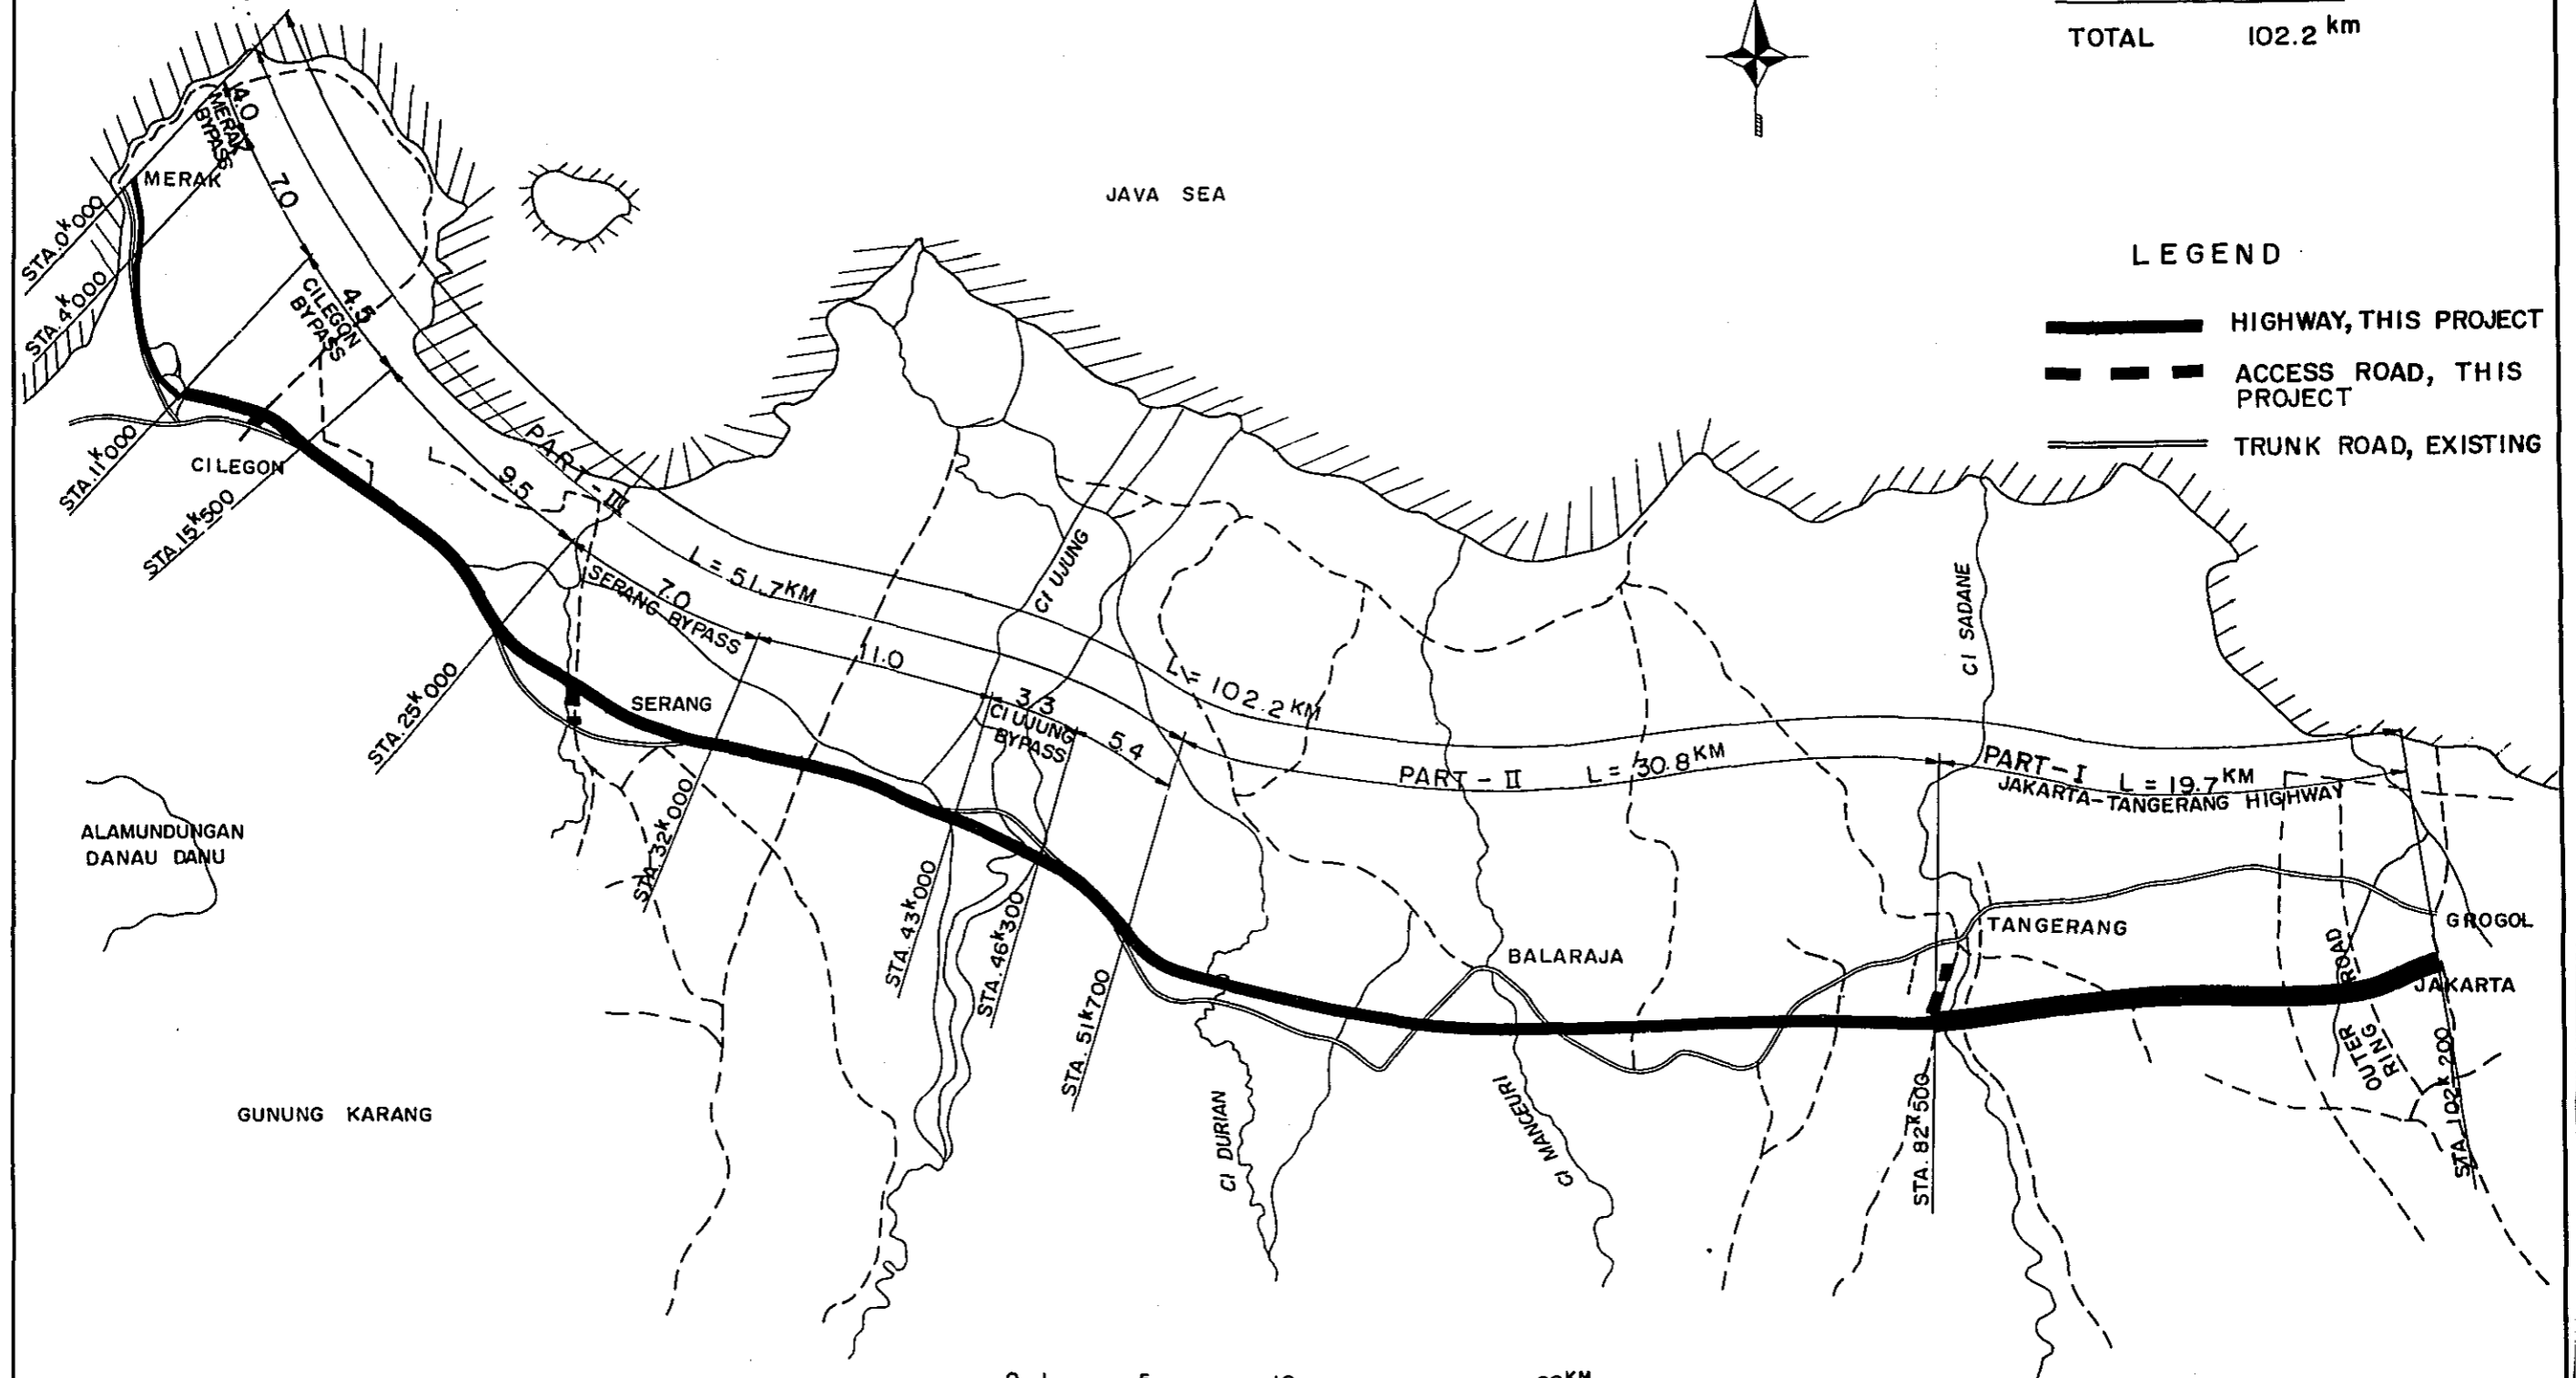 TOTAL 102.2 km
JAVA SEA
LEGEND
HIGHWAY, THIS PROJECT
ACCESS ROAD, THIS
PROJECT
TRUNK ROAD, EXISTING
4.0
MERAK
BYPASS
MERAK
7.0
STA. 0k000
STA. 4k000
4.5
CILEGON
BYPASS
STA. 11k000
CILEGON
STA. 15k500
9.5
PART - III
L = 51.7KM
7.0
SERANG BYPASS
STA. 25k000
SERANG
11.0
CI UJUNG
3.3
CI UJUNG
BYPASS
5.4
L = 102.2 KM
PART - II L = 30.8 KM
CI SADANE
PART - I L = 19.7 KM
JAKARTA-TANGERANG HIGHWAY
STA. 32k000
ALAMUNDUNGAN
DANAU DANU
STA. 43k000
STA. 46k300
STA. 51k700
BALARAJA
TANGERANG
GROGOL
JAKARTA
OUTER
RING
ROAD
GUNUNG KARANG
CI DURIAN
CI MANCEURI
STA. 82k500
STA. 102k200
5